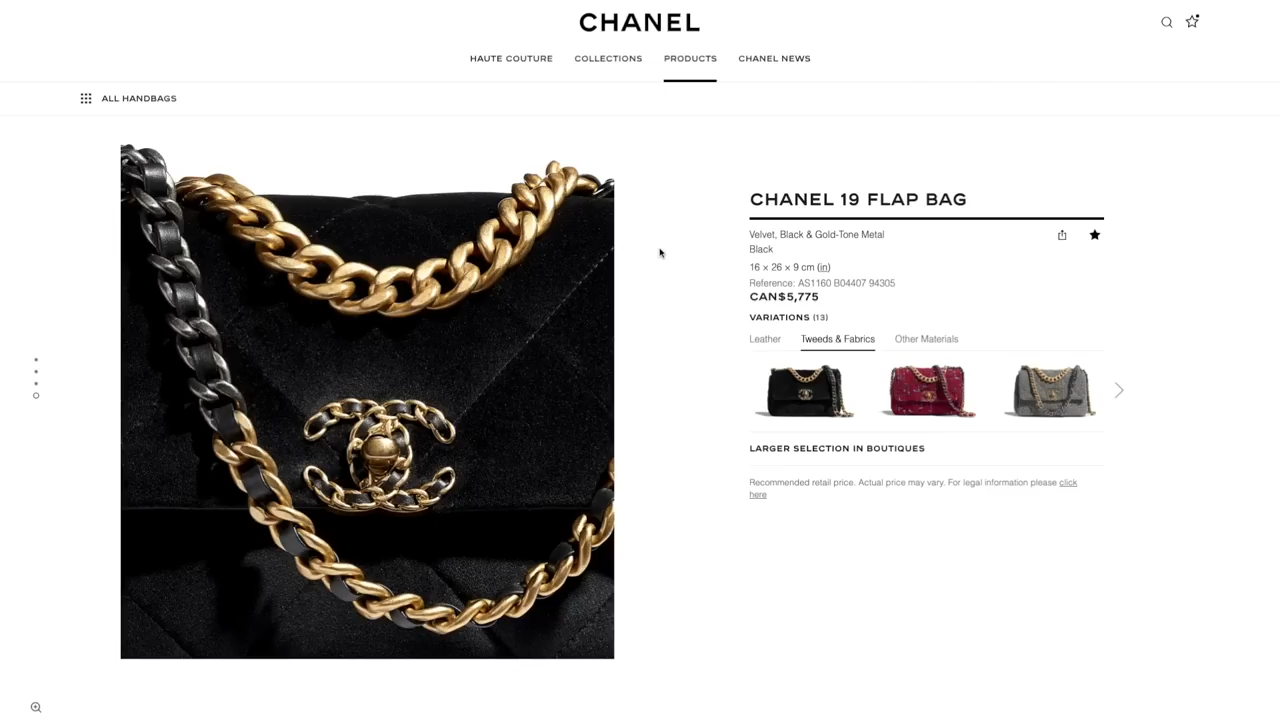 CHANEL
HAUTE COUTURE
COLLECTIONS
PRODUCTS
CHANEL NEWS
ALL HANDBAGS
CHANEL 19 FLAP BAG
Velvet, Black & Gold-Tone Metal
Black
16 × 26 × 9 cm (in)
Reference: AS1160 B04407 94305
CAN$5,775
VARIATIONS (13)
Leather
Tweeds & Fabrics
Other Materials
LARGER SELECTION IN BOUTIQUES
Recommended retail price. Actual price may vary. For legal information please click
here